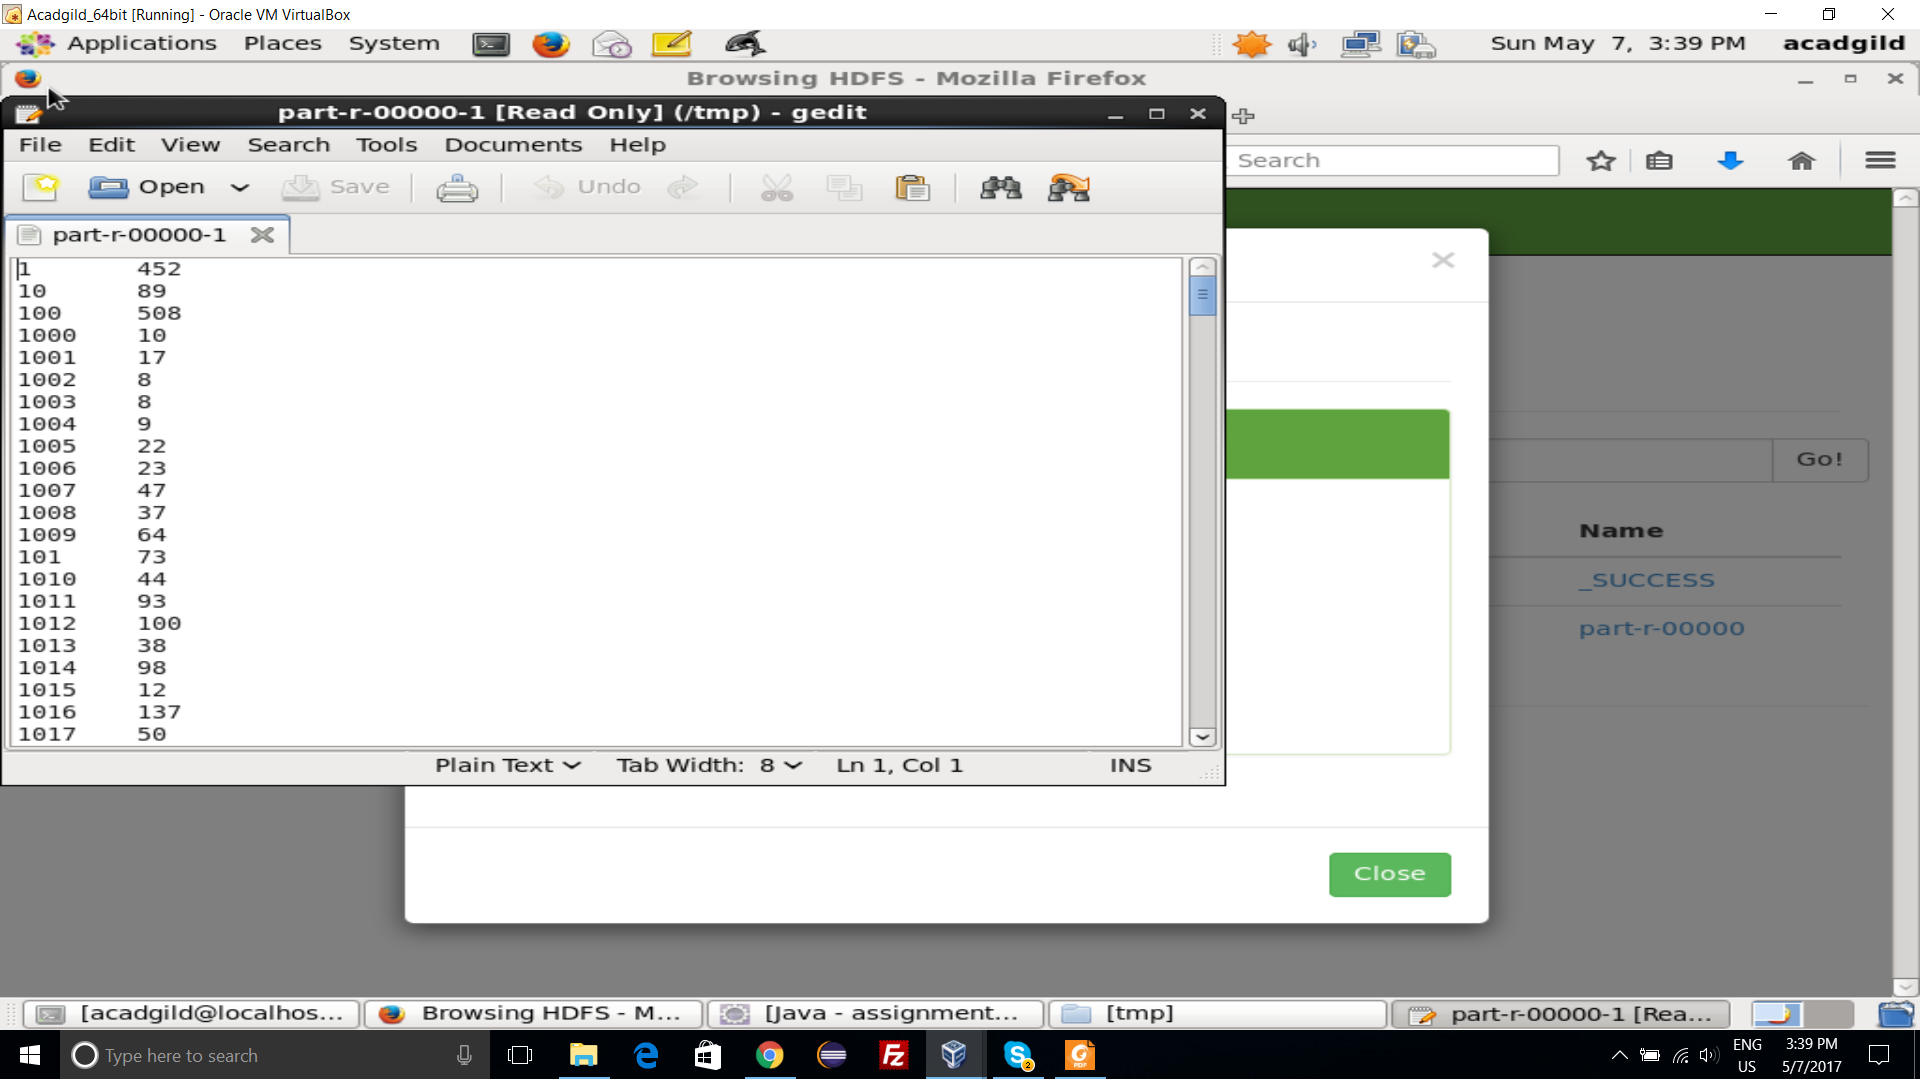 Acadgild_64bit [Running] - Oracle VM VirtualBox
Applications Places System Sun May 7, 3:39 PM acadgild
Browsing HDFS - Mozilla Firefox
part-r-00000-1 [Read Only] (/tmp) - gedit
File Edit View Search Tools Documents Help
Search
Open Save Undo
part-r-00000-1
1 452
10 89
100 508
1000 10
1001 17
1002 8
1003 8
1004 9
1005 22
1006 23
1007 47
1008 37
1009 64
101 73
1010 44
1011 93
1012 100
1013 38
1014 98
1015 12
1016 137
1017 50
Plain Text Tab Width: 8 Ln 1, Col 1 INS
Go!
Name
_SUCCESS
part-r-00000
Close
[acadgild@localhos... Browsing HDFS - M... [Java - assignment... [tmp] part-r-00000-1 [Rea...
Type here to search
2
PDF
ENG
US
3:39 PM
5/7/2017